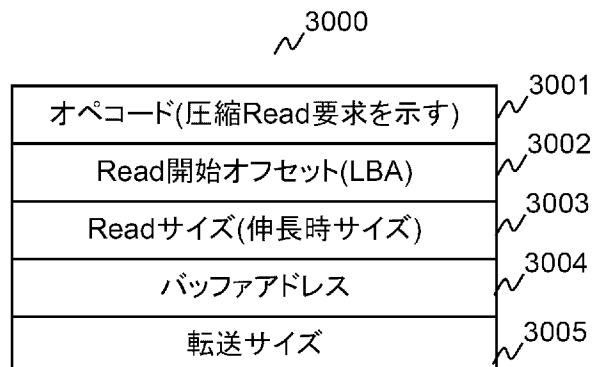 3000
オペコード(圧縮Read要求を示す)
3001
Read開始オフセット(LBA)
3002
Readサイズ(伸長時サイズ)
3003
バッファアドレス
3004
転送サイズ
3005